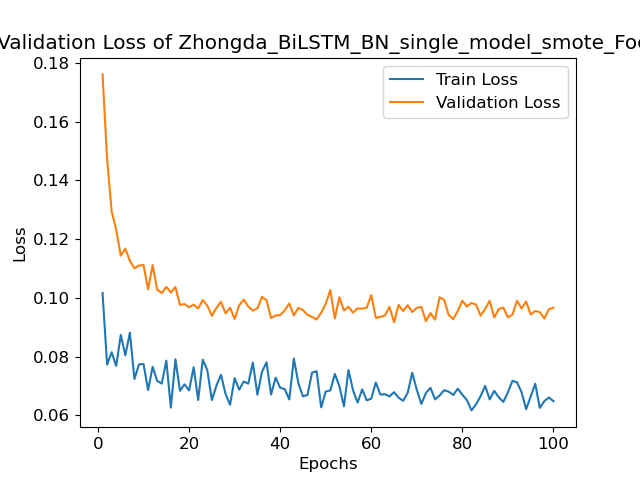 Validation Loss of Zhongda_BiLSTM_BN_single_model_smote_Foc
Train Loss
Validation Loss
0.18
0.16
0.14
0.12
0.10
0.08
0.06
Loss
0 20 40 60 80 100
Epochs